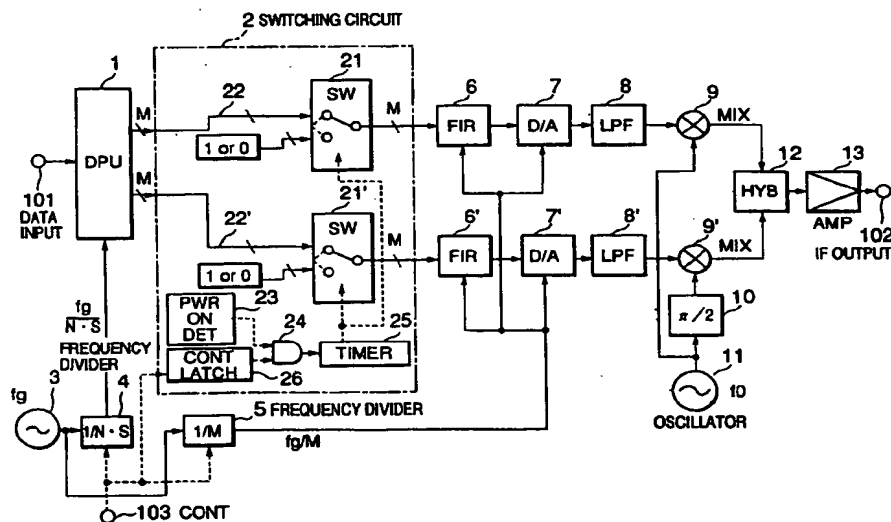 2 SWITCHING CIRCUIT
1
DPU
M
M
101
DATA
INPUT
22
21
SW
1 or 0
M
22'
21'
SW
1 or 0
M
23
PWR
ON
DET
24
25
TIMER
CONT
LATCH
26
6
FIR
7
D/A
8
LPF
9
MIX
6'
FIR
7'
D/A
8'
LPF
9'
MIX
12
HYB
13
AMP
102
IF OUTPUT
10
π/2
11
f0
OSCILLATOR
fg
N·S
FREQUENCY
DIVIDER
3
fg
4
1/N·S
5 FREQUENCY DIVIDER
1/M
fg/M
103 CONT